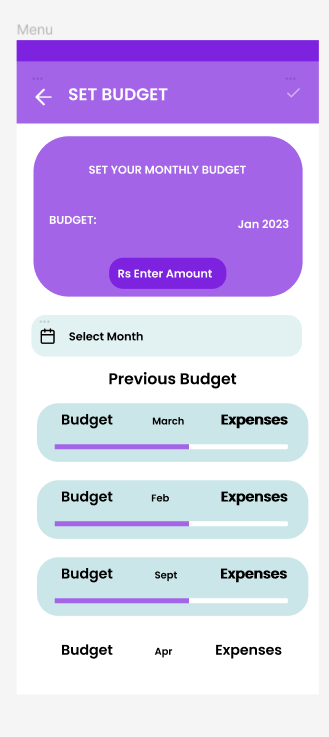 Menu
SET BUDGET
SET YOUR MONTHLY BUDGET
BUDGET:
Jan 2023
Rs Enter Amount
Select Month
Previous Budget
Budget March Expenses
Budget Feb Expenses
Budget Sept Expenses
Budget Apr Expenses